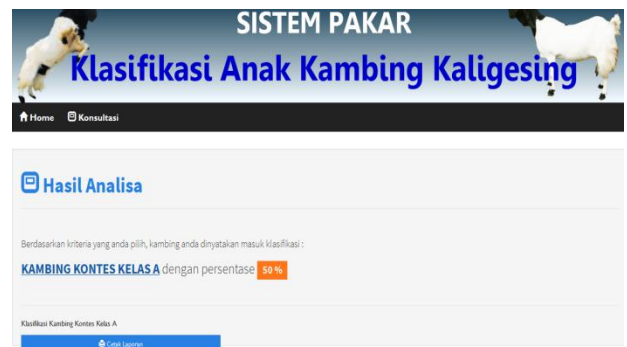 SISTEM PAKAR
Klasifikasi Anak Kambing Kaligesing
Home Konsultasi
Hasil Analisa
Berdasarkan kriteria yang anda pilih, kambing anda dinyatakan masuk klasifikasi :
KAMBING KONTES KELAS A dengan persentase 50 %
Klasifikasi Kambing Kontes Kelas A
Cetak Laporan